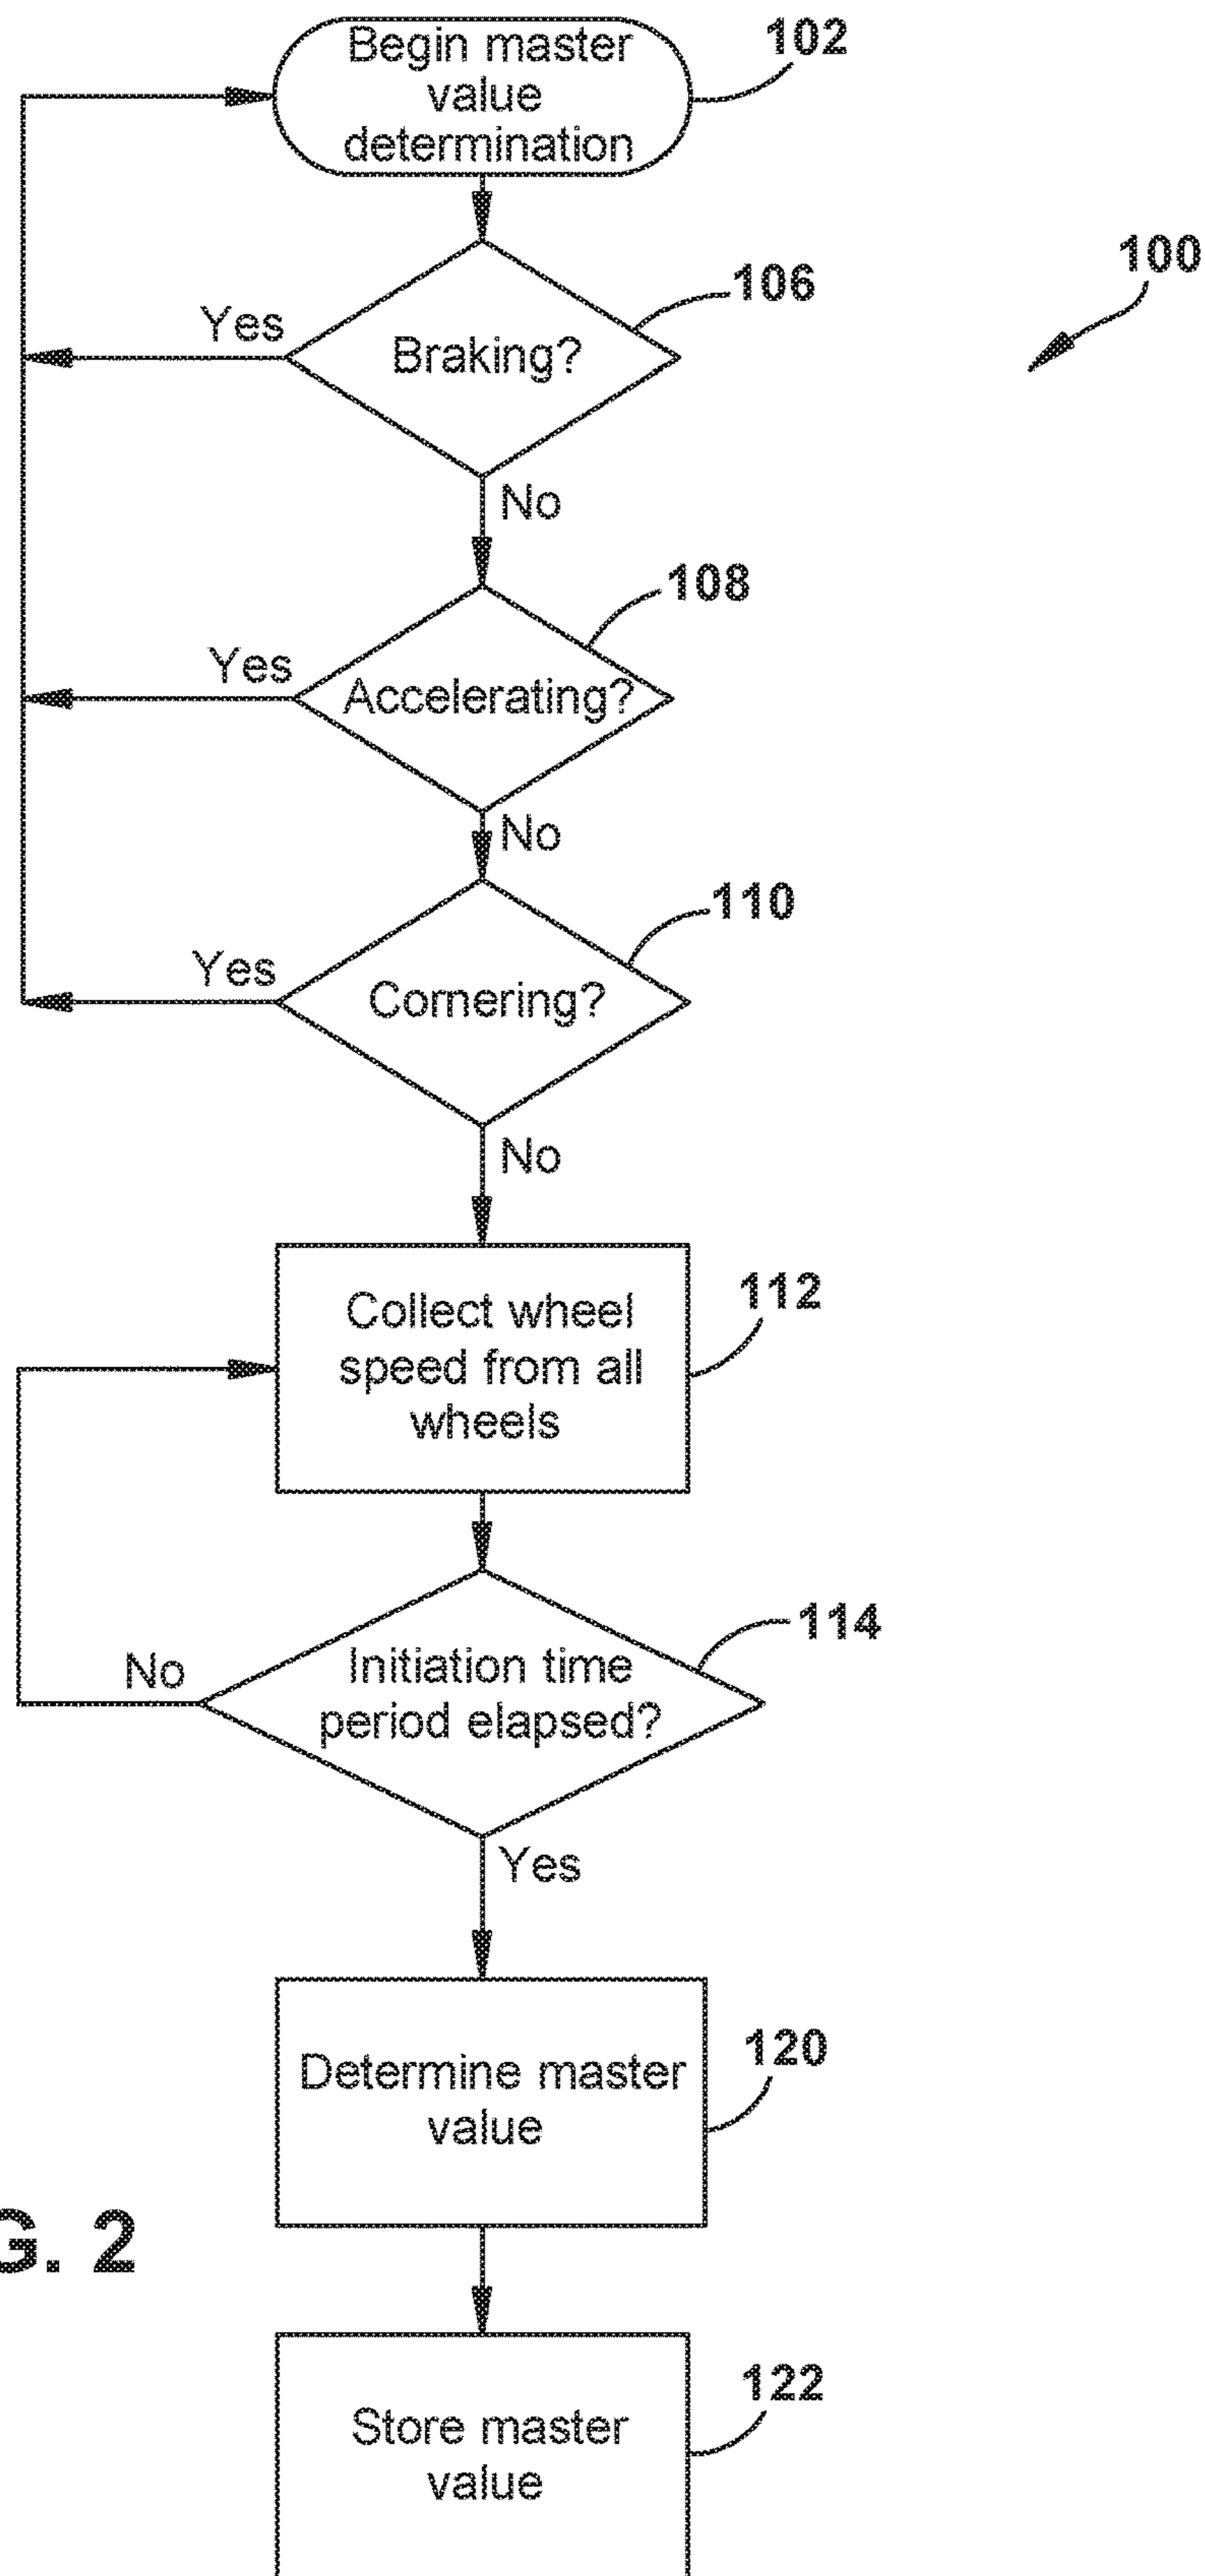 Begin master
value
determination
102
100
106
Braking?
Yes
No
108
Accelerating?
Yes
No
110
Cornering?
Yes
No
Collect wheel
speed from all
wheels
112
Initiation time
period elapsed?
114
No
Yes
Determine master
value
120
G. 2
Store master
value
122